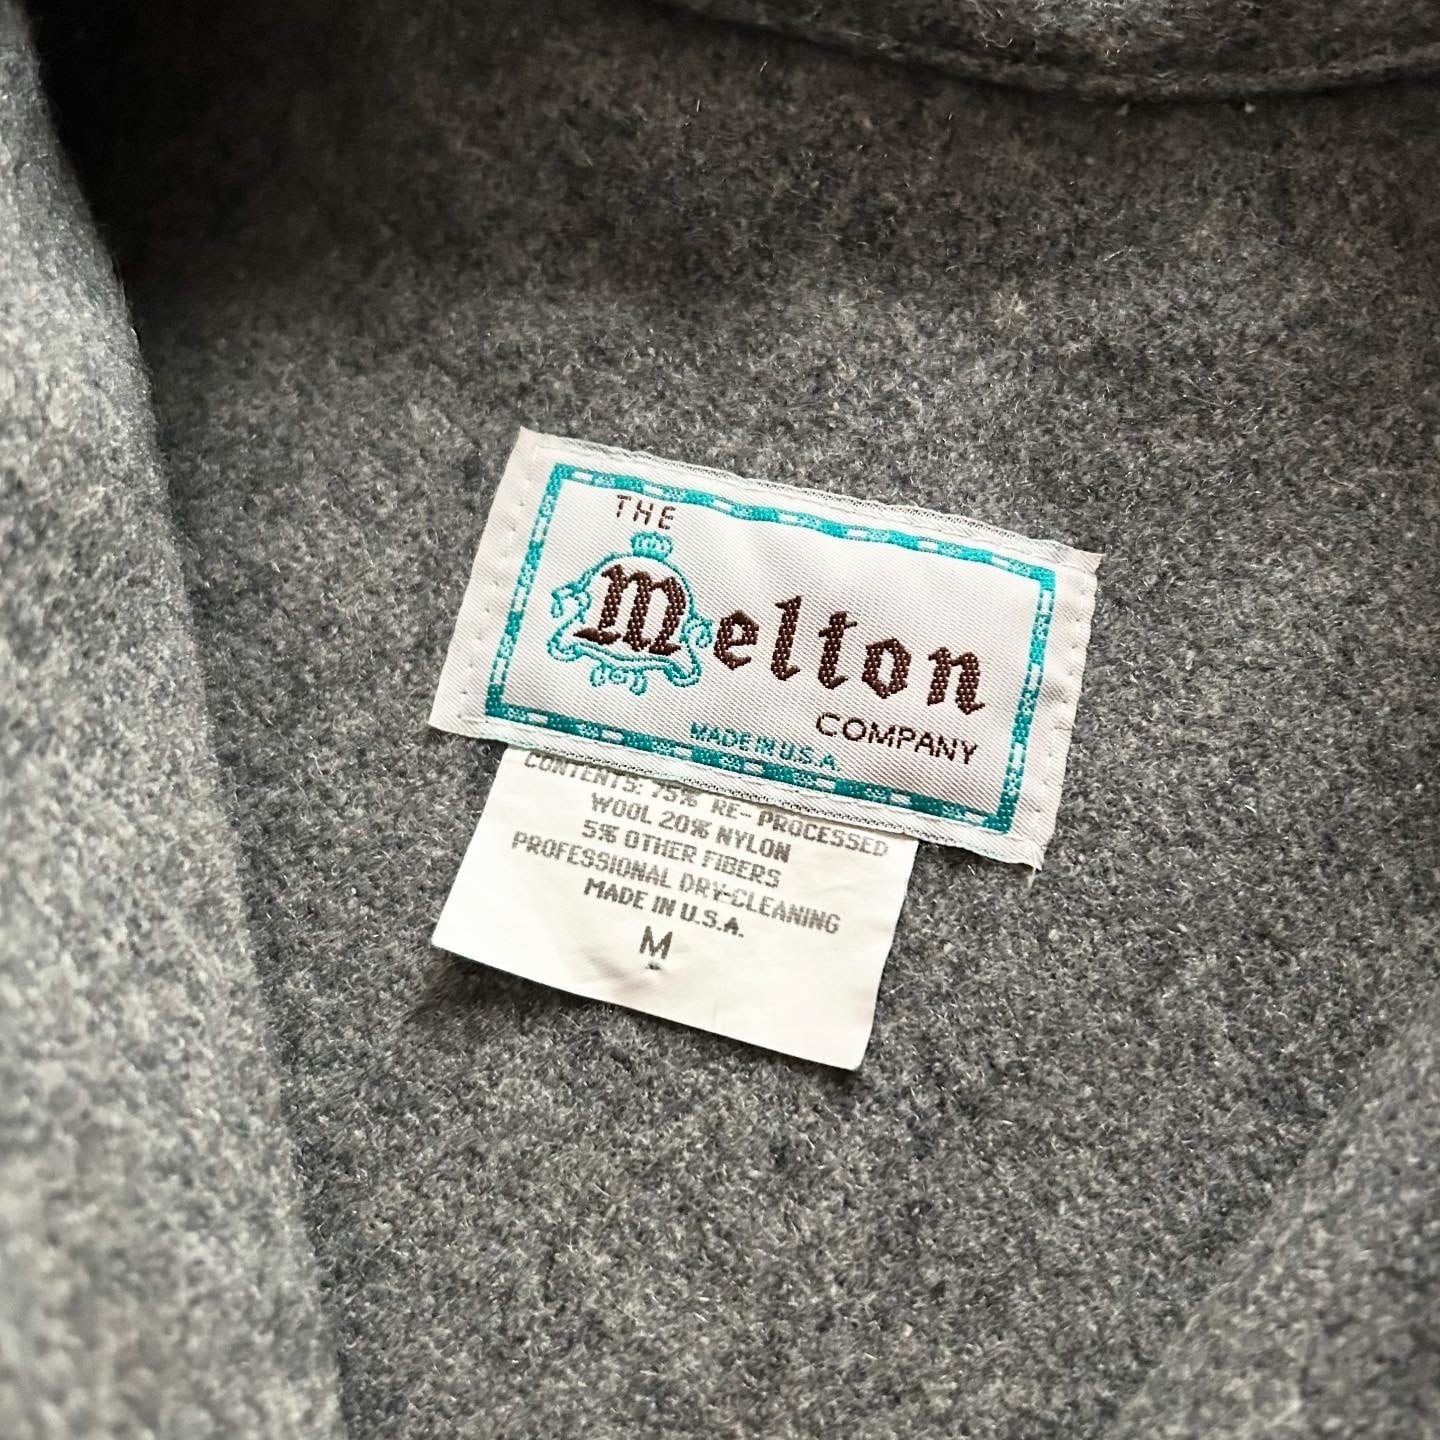 THE
Melton
COMPANY
MADE IN U.S.A.
CONTENTS: 75% RE-PROCESSED
WOOL 20% NYLON
5% OTHER FIBERS
PROFESSIONAL DRY-CLEANING
MADE IN U.S.A.
M